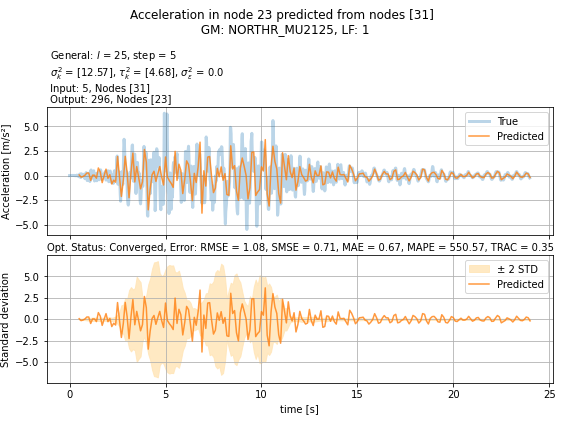 Acceleration in node 23 predicted from nodes [31]
GM: NORTHR_MU2125, LF: 1
General: l = 25, step = 5
σ²ₖ = [12.57], τ²ₖ = [4.68], σ²ε = 0.0
Input: 5, Nodes [31]
Output: 296, Nodes [23]
Acceleration [m/s²]
5.0
2.5
0.0
−2.5
−5.0
True
Predicted
Opt. Status: Converged, Error: RMSE = 1.08, SMSE = 0.71, MAE = 0.67, MAPE = 550.57, TRAC = 0.35
Standard deviation
5.0
2.5
0.0
−2.5
−5.0
± 2 STD
Predicted
0 5 10 15 20 25
time [s]